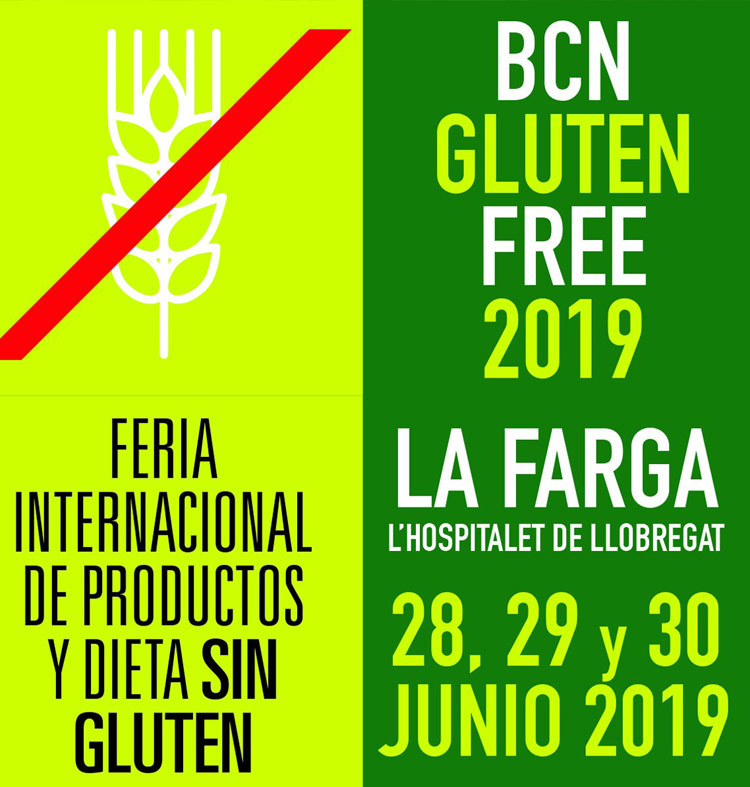 BCN
GLUTEN
FREE
2019
FERIA
INTERNACIONAL
DE PRODUCTOS
Y DIETA SIN
GLUTEN
LA FARGA
L'HOSPITALET DE LLOBREGAT
28, 29 y 30
JUNIO 2019